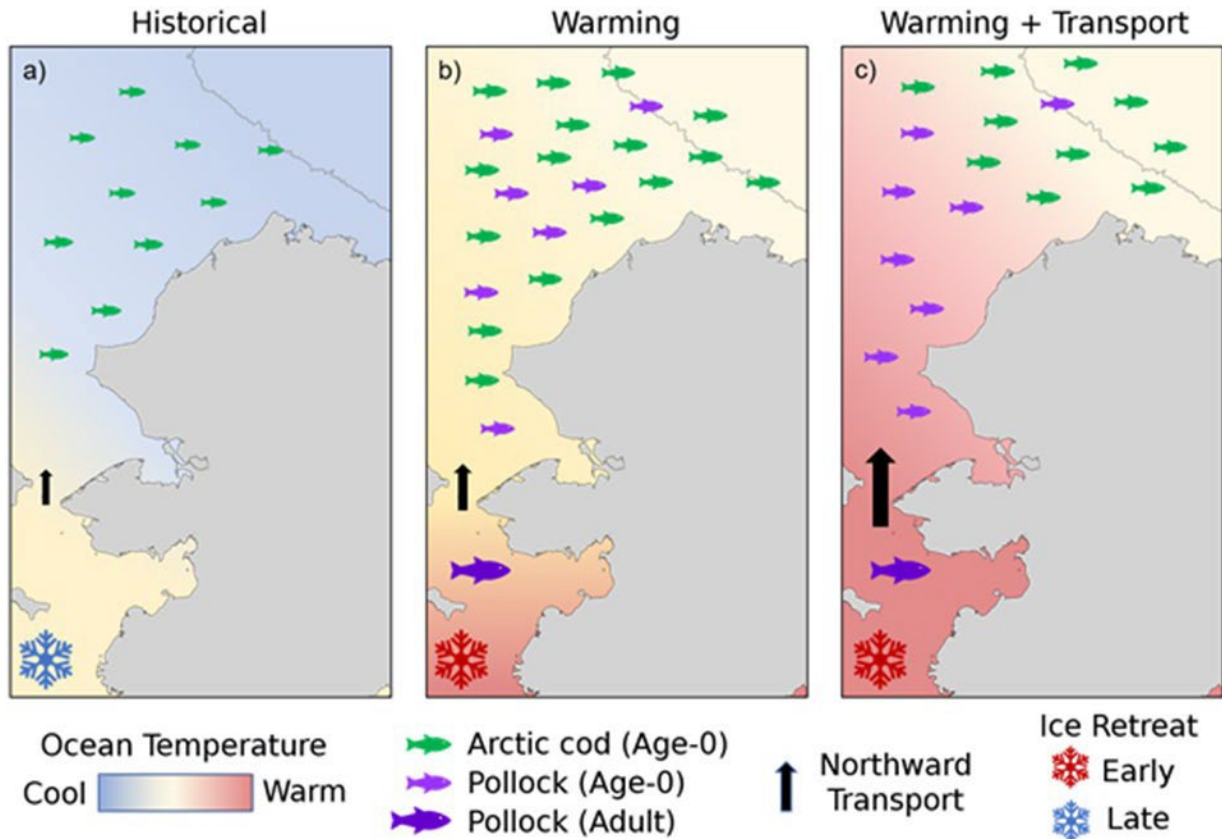 Historical
Warming
Warming + Transport
a)
b)
c)
Ocean Temperature
Cool
Warm
Arctic cod (Age-0)
Pollock (Age-0)
Pollock (Adult)
Northward
Transport
Ice Retreat
Early
Late